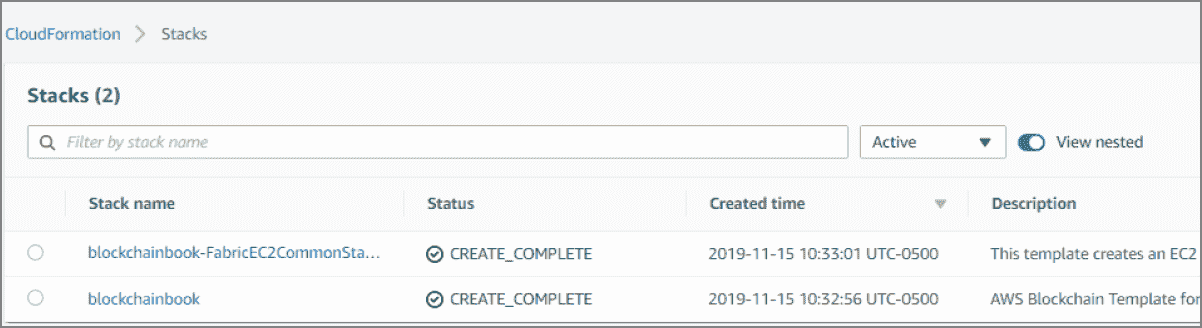 CloudFormation > Stacks
Stacks (2)
Filter by stack name Active View nested
Stack name Status Created time Description
blockchainbook-FabricEC2CommonSta... CREATE_COMPLETE 2019-11-15 10:33:01 UTC-0500 This template creates an EC2
blockchainbook CREATE_COMPLETE 2019-11-15 10:32:56 UTC-0500 AWS Blockchain Template for